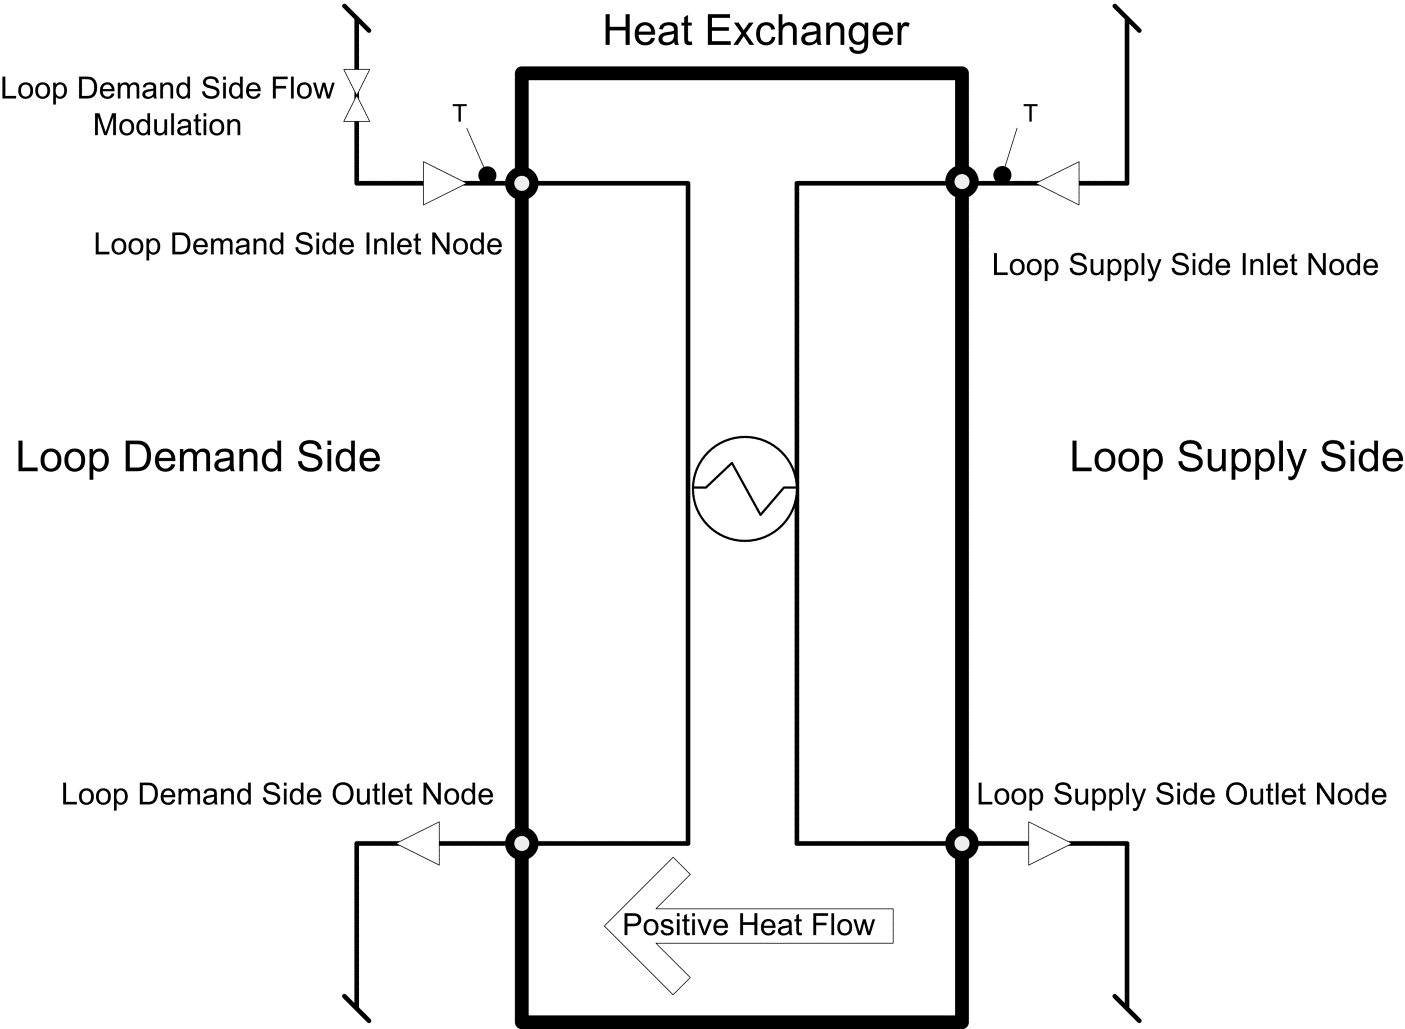 Heat Exchanger
Loop Demand Side Flow
Modulation
T
T
Loop Demand Side Inlet Node
Loop Supply Side Inlet Node
Loop Demand Side
Loop Supply Side
Loop Demand Side Outlet Node
Loop Supply Side Outlet Node
Positive Heat Flow